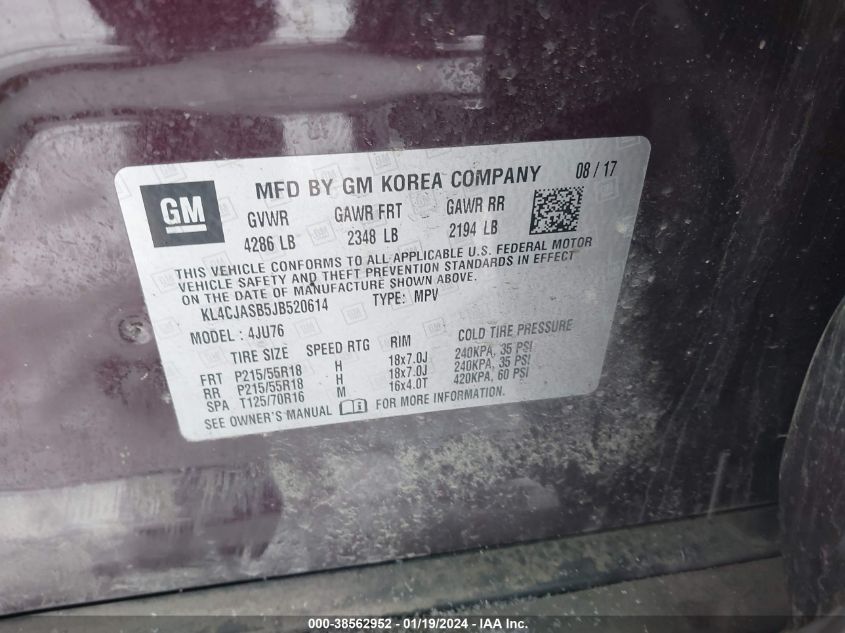 GM
MFD BY GM KOREA COMPANY 08 / 17
GVWR GAWR FRT GAWR RR
4286 LB 2348 LB 2194 LB
THIS VEHICLE CONFORMS TO ALL APPLICABLE U.S. FEDERAL MOTOR
VEHICLE SAFETY AND THEFT PREVENTION STANDARDS IN EFFECT
ON THE DATE OF MANUFACTURE SHOWN ABOVE.
KL4CJASB5JB520614 TYPE: MPV
MODEL: 4JU76
TIRE SIZE SPEED RTG RIM COLD TIRE PRESSURE
FRT P215/55R18 H 18x7.0J 240KPA, 35 PSI
RR P215/55R18 H 18x7.0J 240KPA, 35 PSI
SPA T125/70R16 M 16x4.0T 420KPA, 60 PSI
SEE OWNER'S MANUAL i FOR MORE INFORMATION.
000-38562952 - 01/19/2024 - IAAI.com